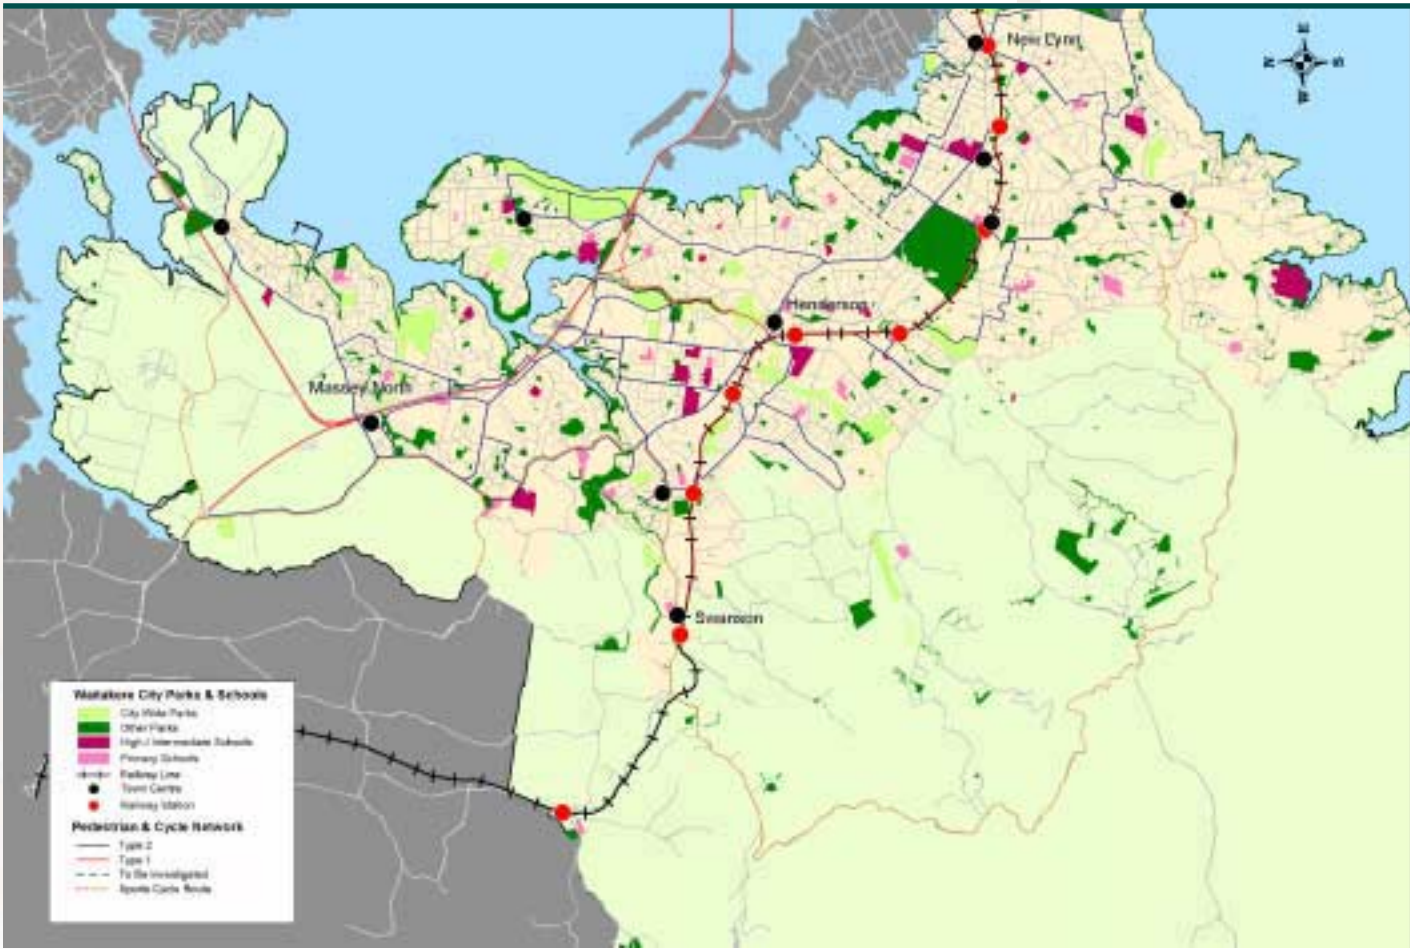 New Lynn
E
N
S
W
Henderson
Massey North
Swanson
Waitakere City Parks & Schools
City Wide Parks
Other Parks
High / Intermediate Schools
Primary Schools
Railway Line
Town Centre
Railway Station
Pedestrian & Cycle Network
Type 2
Type 1
To Be Investigated
Sports Cycle Route